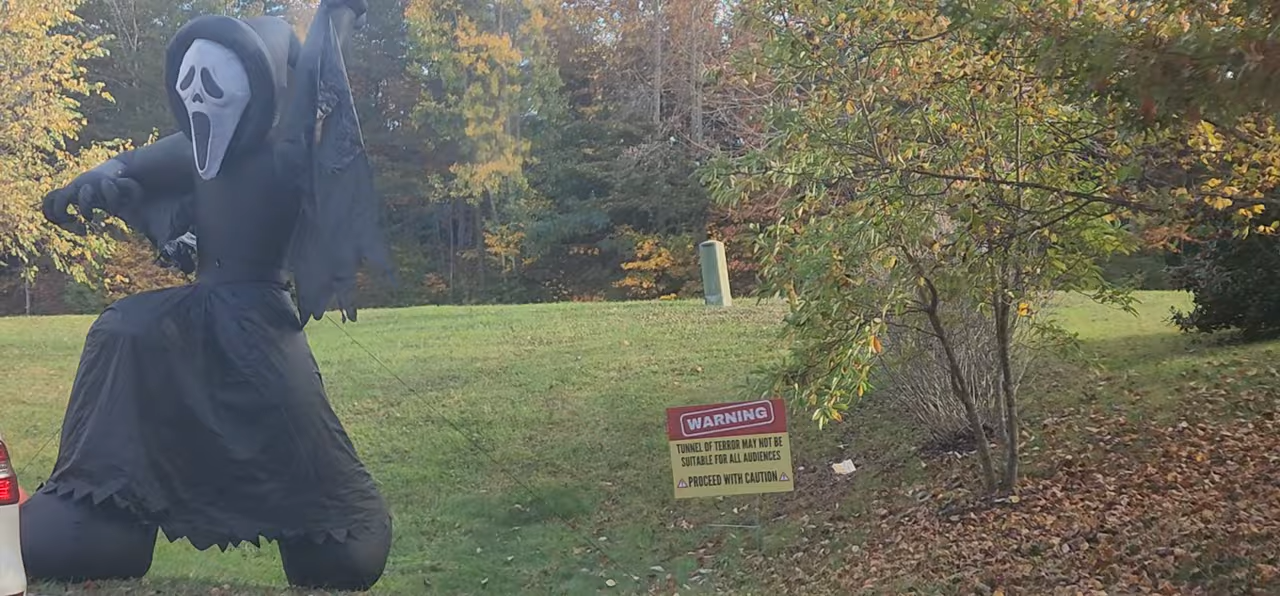 WARNING
TUNNEL OF TERROR MAY NOT BE
SUITABLE FOR ALL AUDIENCES
PROCEED WITH CAUTION